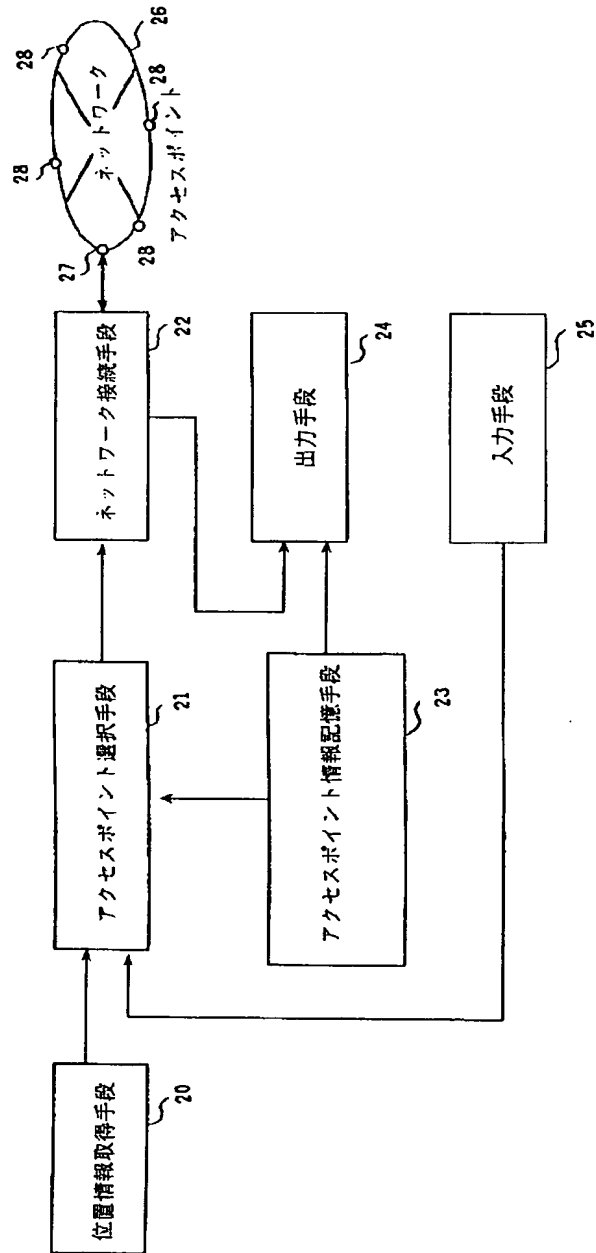 位置情報取得手段
20
アクセスポイント選択手段
21
ネットワーク接続手段
22
ネットワーク
26
27
28
28
28
28
アクセスポイント
アクセスポイント情報記憶手段
23
出力手段
24
入力手段
25